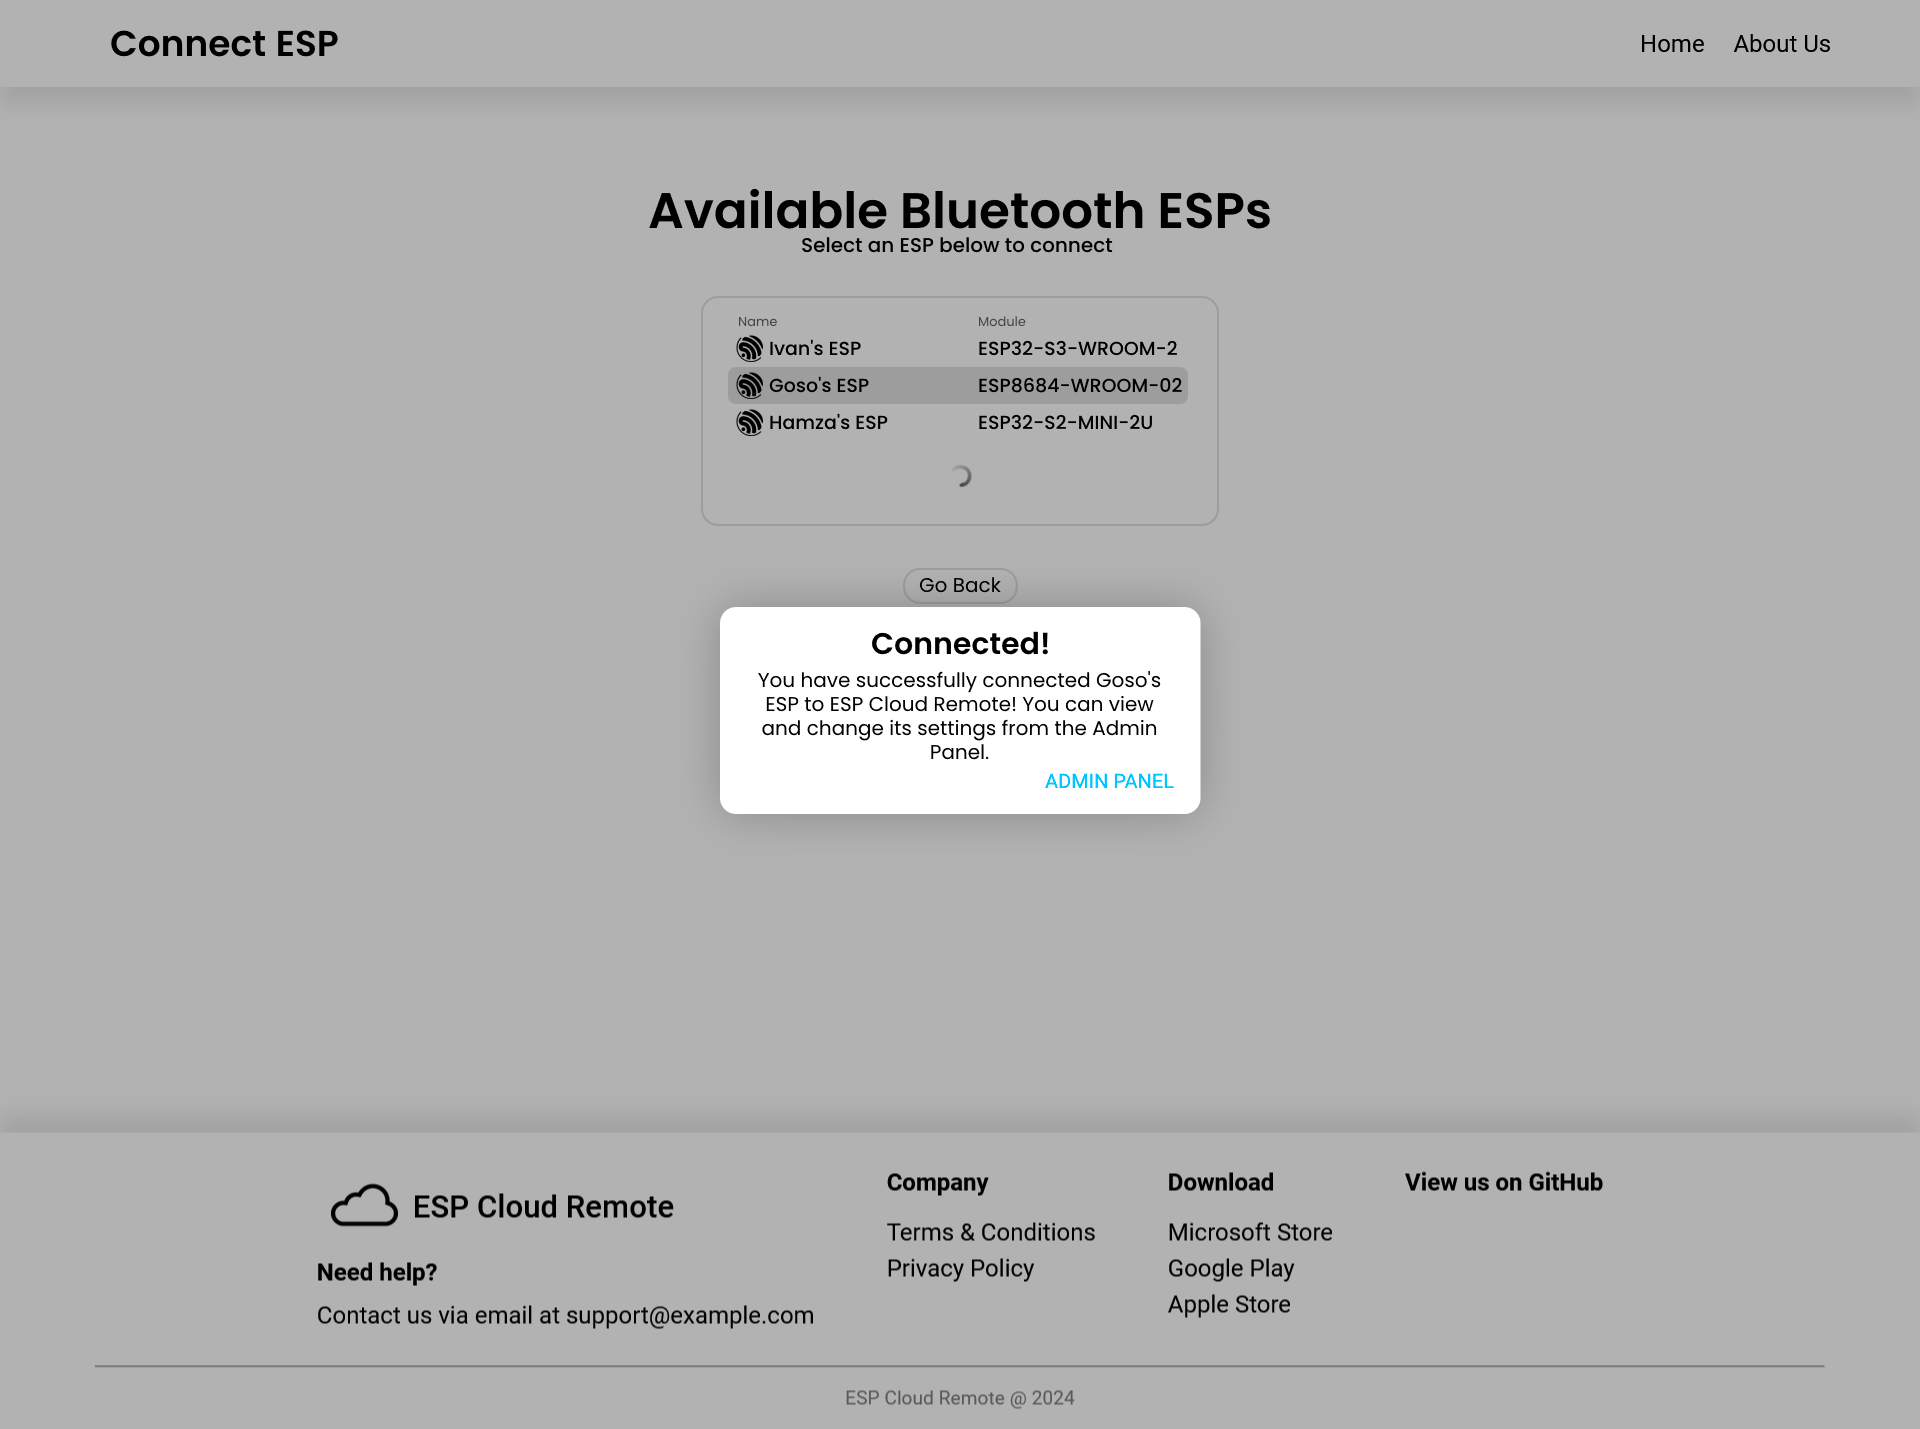 Connect ESP
Home
About Us
Available Bluetooth ESPs
Select an ESP below to connect
Name
Module
Ivan's ESP
ESP32-S3-WROOM-2
Goso's ESP
ESP8684-WROOM-02
Hamza's ESP
ESP32-S2-MINI-2U
Go Back
Connected!
You have successfully connected Goso's
ESP to ESP Cloud Remote! You can view
and change its settings from the Admin
Panel.
ADMIN PANEL
ESP Cloud Remote
Need help?
Contact us via email at support@example.com
Company
Terms & Conditions
Privacy Policy
Download
Microsoft Store
Google Play
Apple Store
View us on GitHub
ESP Cloud Remote @ 2024